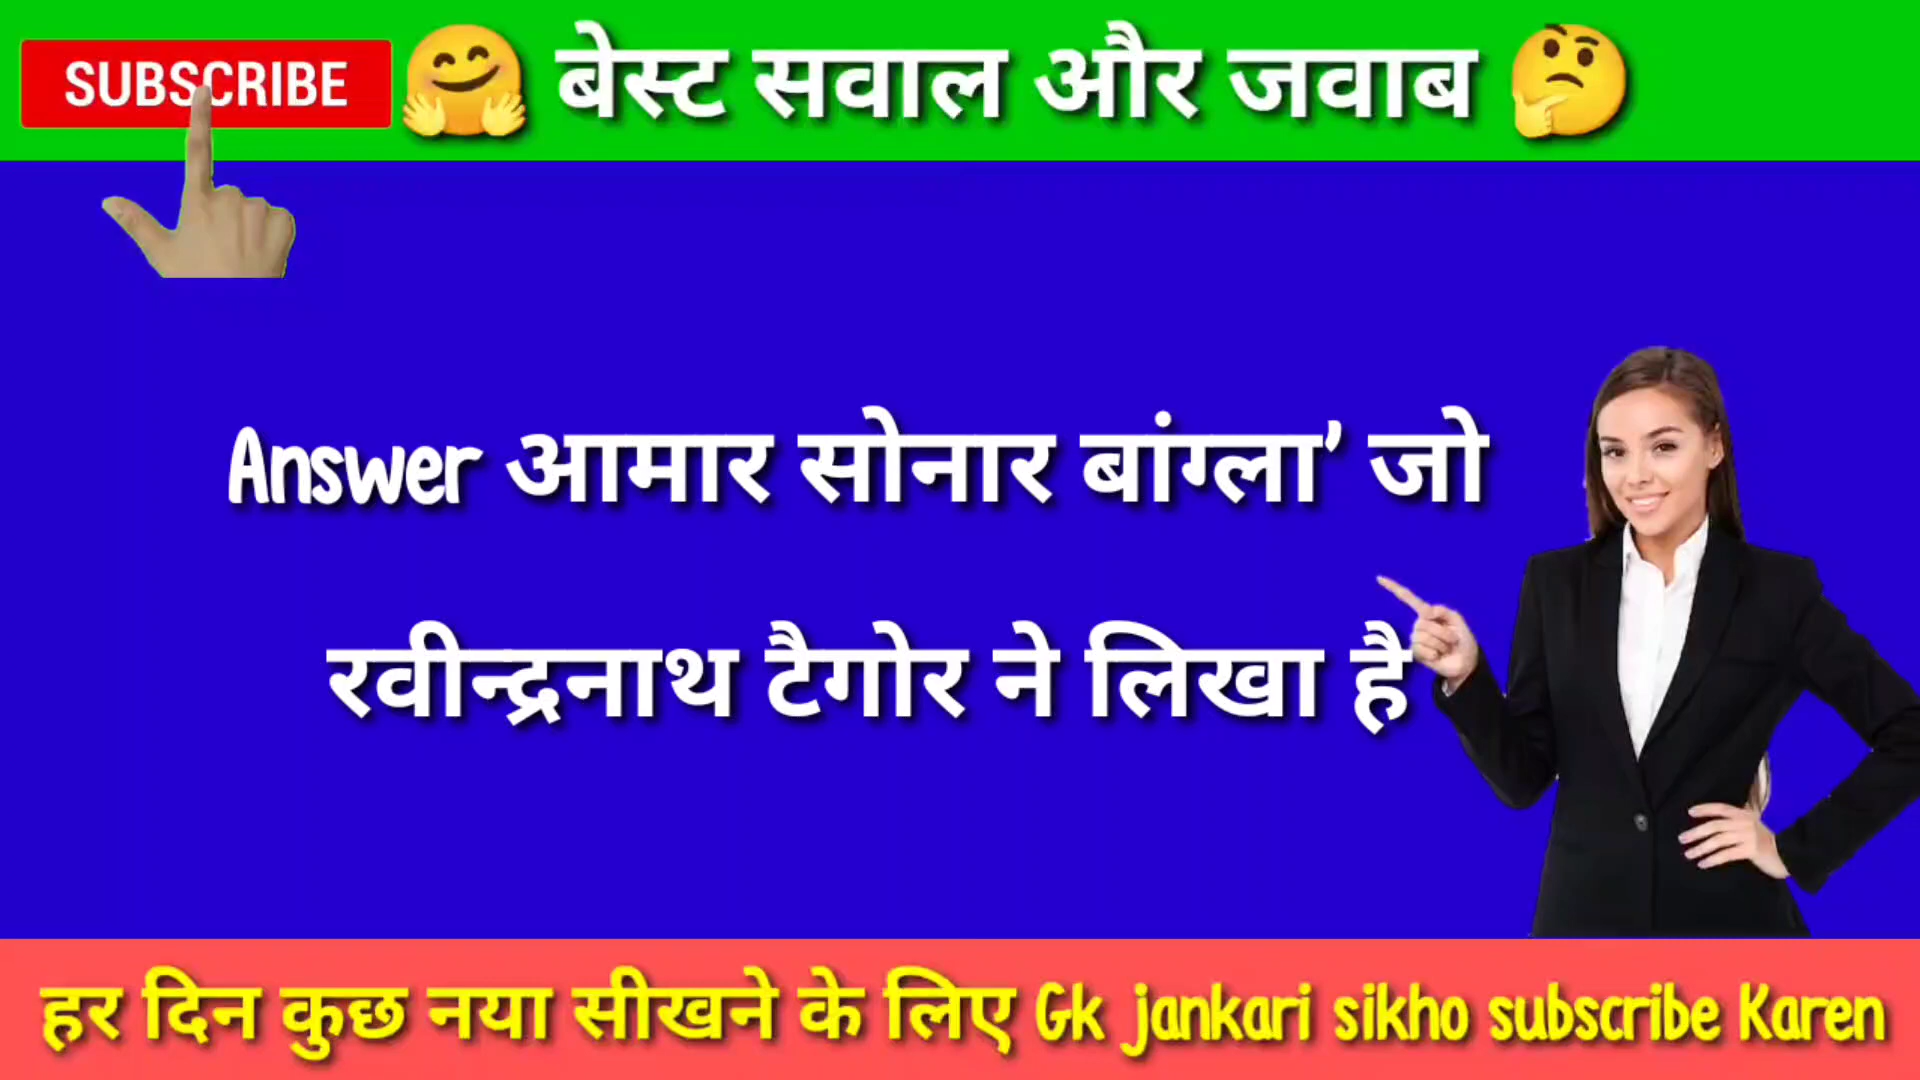 SUBSCRIBE 🤗 बेस्ट सवाल और जवाब 🤔
Answer आमार सोनार बांग्ला’ जो
रवीन्द्रनाथ टैगोर ने लिखा है
हर दिन कुछ नया सीखने के लिए Gk jankari sikho subscribe Karen